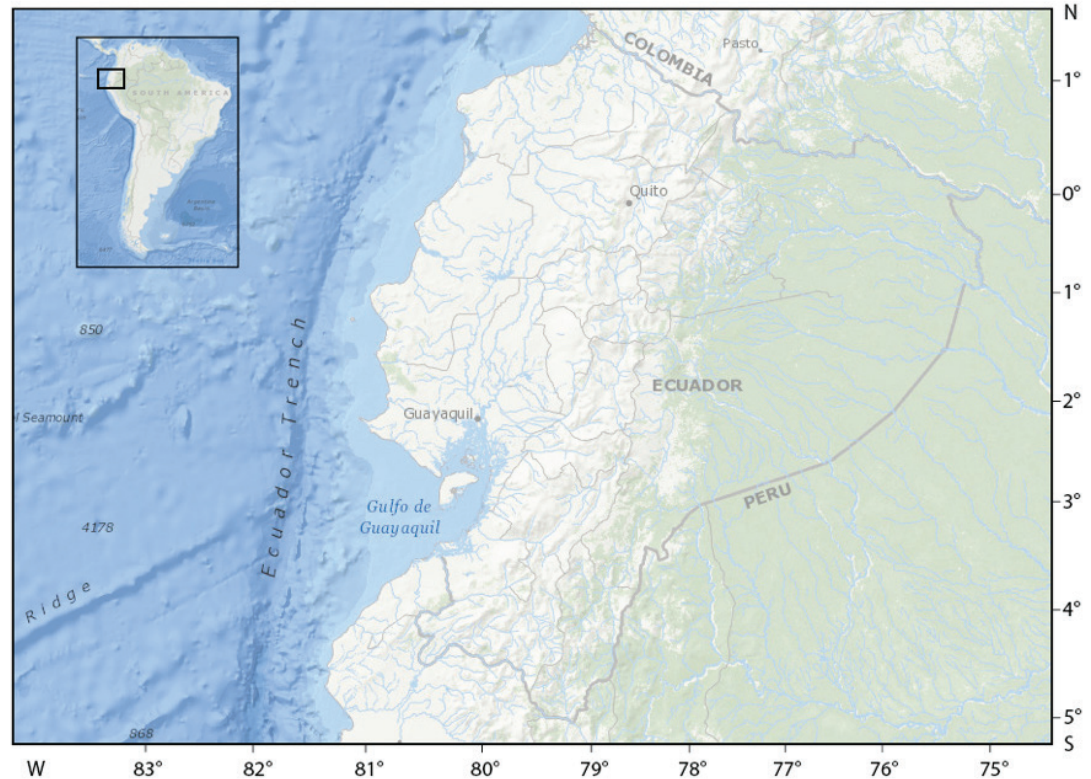 N
COLOMBIA
Pasto
SOUTH AMERICA
1°
Quito
0°
1°
850
ECUADOR
2°
l Seamount
Guayaquil
Ecuador Trench
Gulfo de
Guayaquil
PERU
3°
4178
Ridge
4°
868
5°
S
W
83°
82°
81°
80°
79°
78°
77°
76°
75°